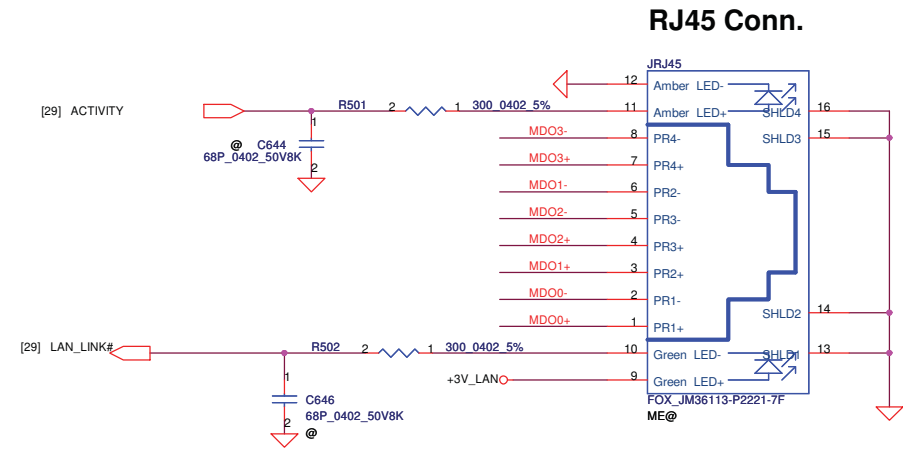 RJ45 Conn.
JRJ45
12 Amber LED-
[29] ACTIVITY R501 2 1 300_0402_5% 11 Amber LED+ SHLD4 16
1
MDO3- 8 PR4- SHLD3 15
@ C644
68P_0402_50V8K
2
MDO3+ 7 PR4+
MDO1- 6 PR2-
MDO2- 5 PR3-
MDO2+ 4 PR3+
MDO1+ 3 PR2+
MDO0- 2 PR1-
SHLD2 14
MDO0+ 1 PR1+
[29] LAN_LINK# R502 2 1 300_0402_5% 10 Green LED- SHLD1 13
1
+3V_LAN 9 Green LED+
C646
68P_0402_50V8K
2
@
FOX_JM36113-P2221-7F
ME@